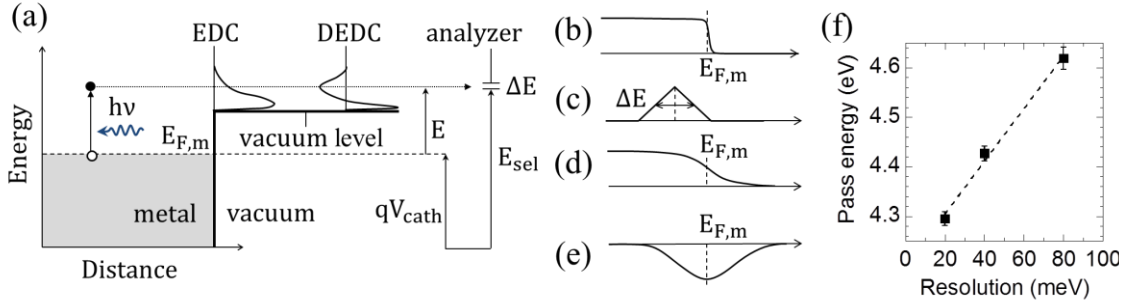 (a)
EDC
DEDC
analyzer
hν
ΔE
E_F,m
vacuum level
E
E_sel
Energy
metal
vacuum
qV_cath
Distance
(b)
E_F,m
(c)
ΔE
(d)
E_F,m
(e)
E_F,m
(f)
Pass energy (eV)
4.6
4.5
4.4
4.3
0 20 40 60 80 100
Resolution (meV)